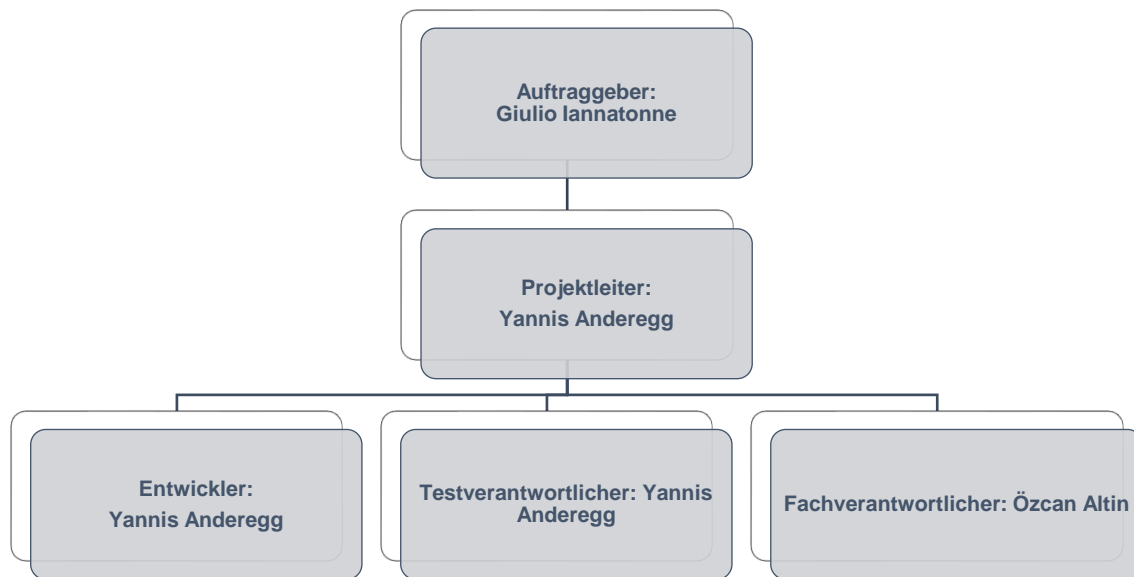 Auftraggeber:
Giulio Iannatonne
Projektleiter:
Yannis Anderegg
Entwickler:
Yannis Anderegg
Testverantwortlicher: Yannis
Anderegg
Fachverantwortlicher: Özcan Altin